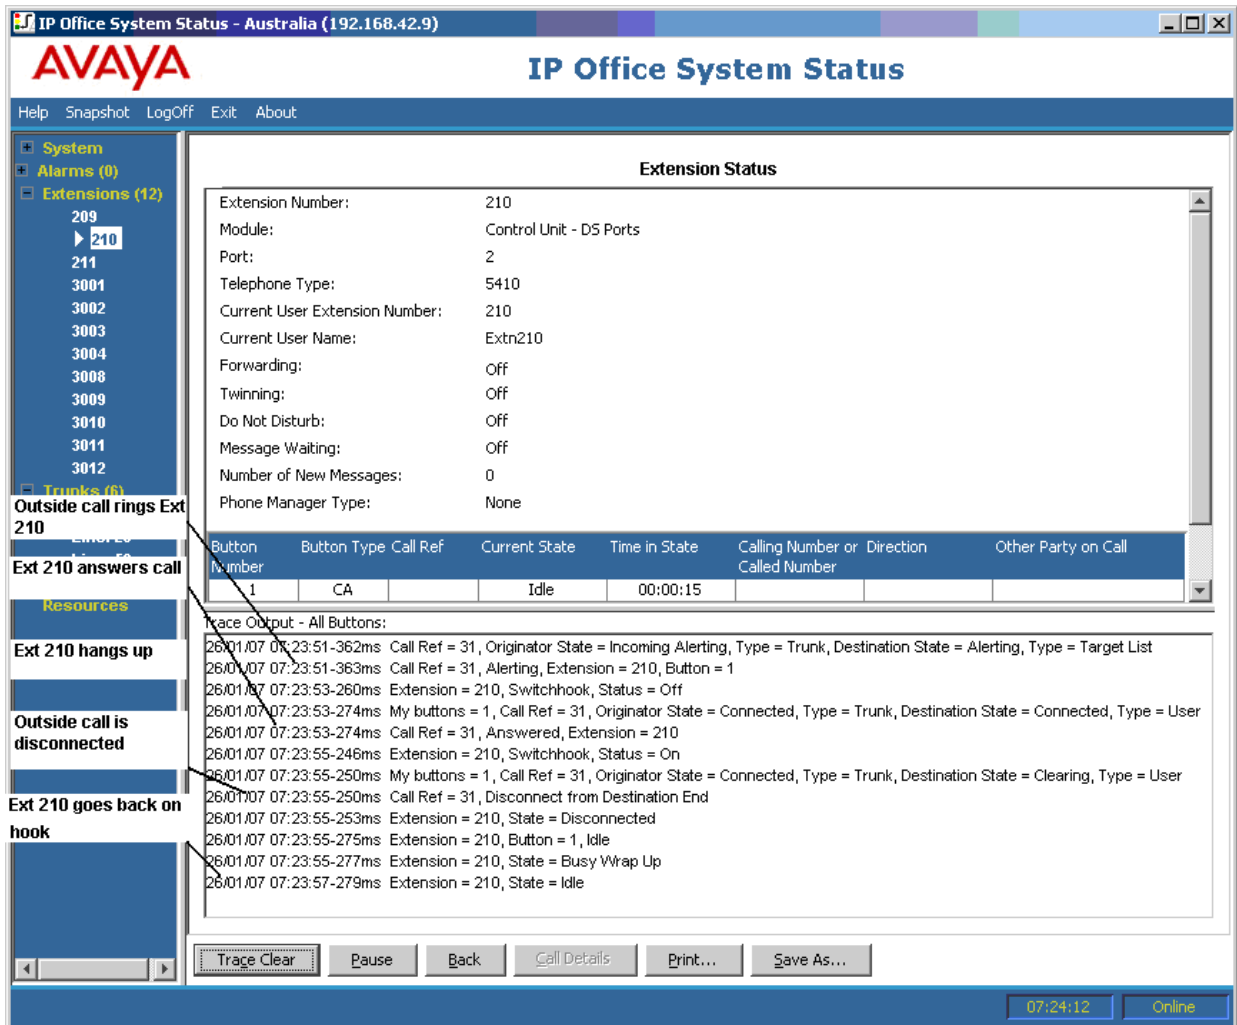 IP Office System Status - Australia (192.168.42.9)
AVAYA
IP Office System Status
Help Snapshot LogOff Exit About
System
Alarms (0)
Extensions (12)
209
210
211
3001
3002
3003
3004
3008
3009
3010
3011
3012
Trunks (6)
Resources
Outside call rings Ext
210
Ext 210 answers call
Ext 210 hangs up
Outside call is
disconnected
Ext 210 goes back on
hook
Extension Status
Extension Number: 210
Module: Control Unit - DS Ports
Port: 2
Telephone Type: 5410
Current User Extension Number: 210
Current User Name: Extn210
Forwarding: Off
Twinning: Off
Do Not Disturb: Off
Message Waiting: Off
Number of New Messages: 0
Phone Manager Type: None
Button Button Type Call Ref Current State Time in State Calling Number or Direction Other Party on Call
Number Called Number
1 CA Idle 00:00:15
Trace Output - All Buttons:
26/01/07 07:23:51-362ms Call Ref = 31, Originator State = Incoming Alerting, Type = Trunk, Destination State = Alerting, Type = Target List
26/01/07 07:23:51-363ms Call Ref = 31, Alerting, Extension = 210, Button = 1
26/01/07 07:23:53-260ms Extension = 210, Switchhook, Status = Off
26/01/07 07:23:53-274ms My buttons = 1, Call Ref = 31, Originator State = Connected, Type = Trunk, Destination State = Connected, Type = User
26/01/07 07:23:53-274ms Call Ref = 31, Answered, Extension = 210
26/01/07 07:23:55-246ms Extension = 210, Switchhook, Status = On
26/01/07 07:23:55-250ms My buttons = 1, Call Ref = 31, Originator State = Connected, Type = Trunk, Destination State = Clearing, Type = User
26/01/07 07:23:55-250ms Call Ref = 31, Disconnect from Destination End
26/01/07 07:23:55-253ms Extension = 210, State = Disconnected
26/01/07 07:23:55-275ms Extension = 210, Button = 1, Idle
26/01/07 07:23:55-277ms Extension = 210, State = Busy Wrap Up
26/01/07 07:23:57-279ms Extension = 210, State = Idle
Trace Clear Pause Back Call Details Print... Save As...
07:24:12 Online